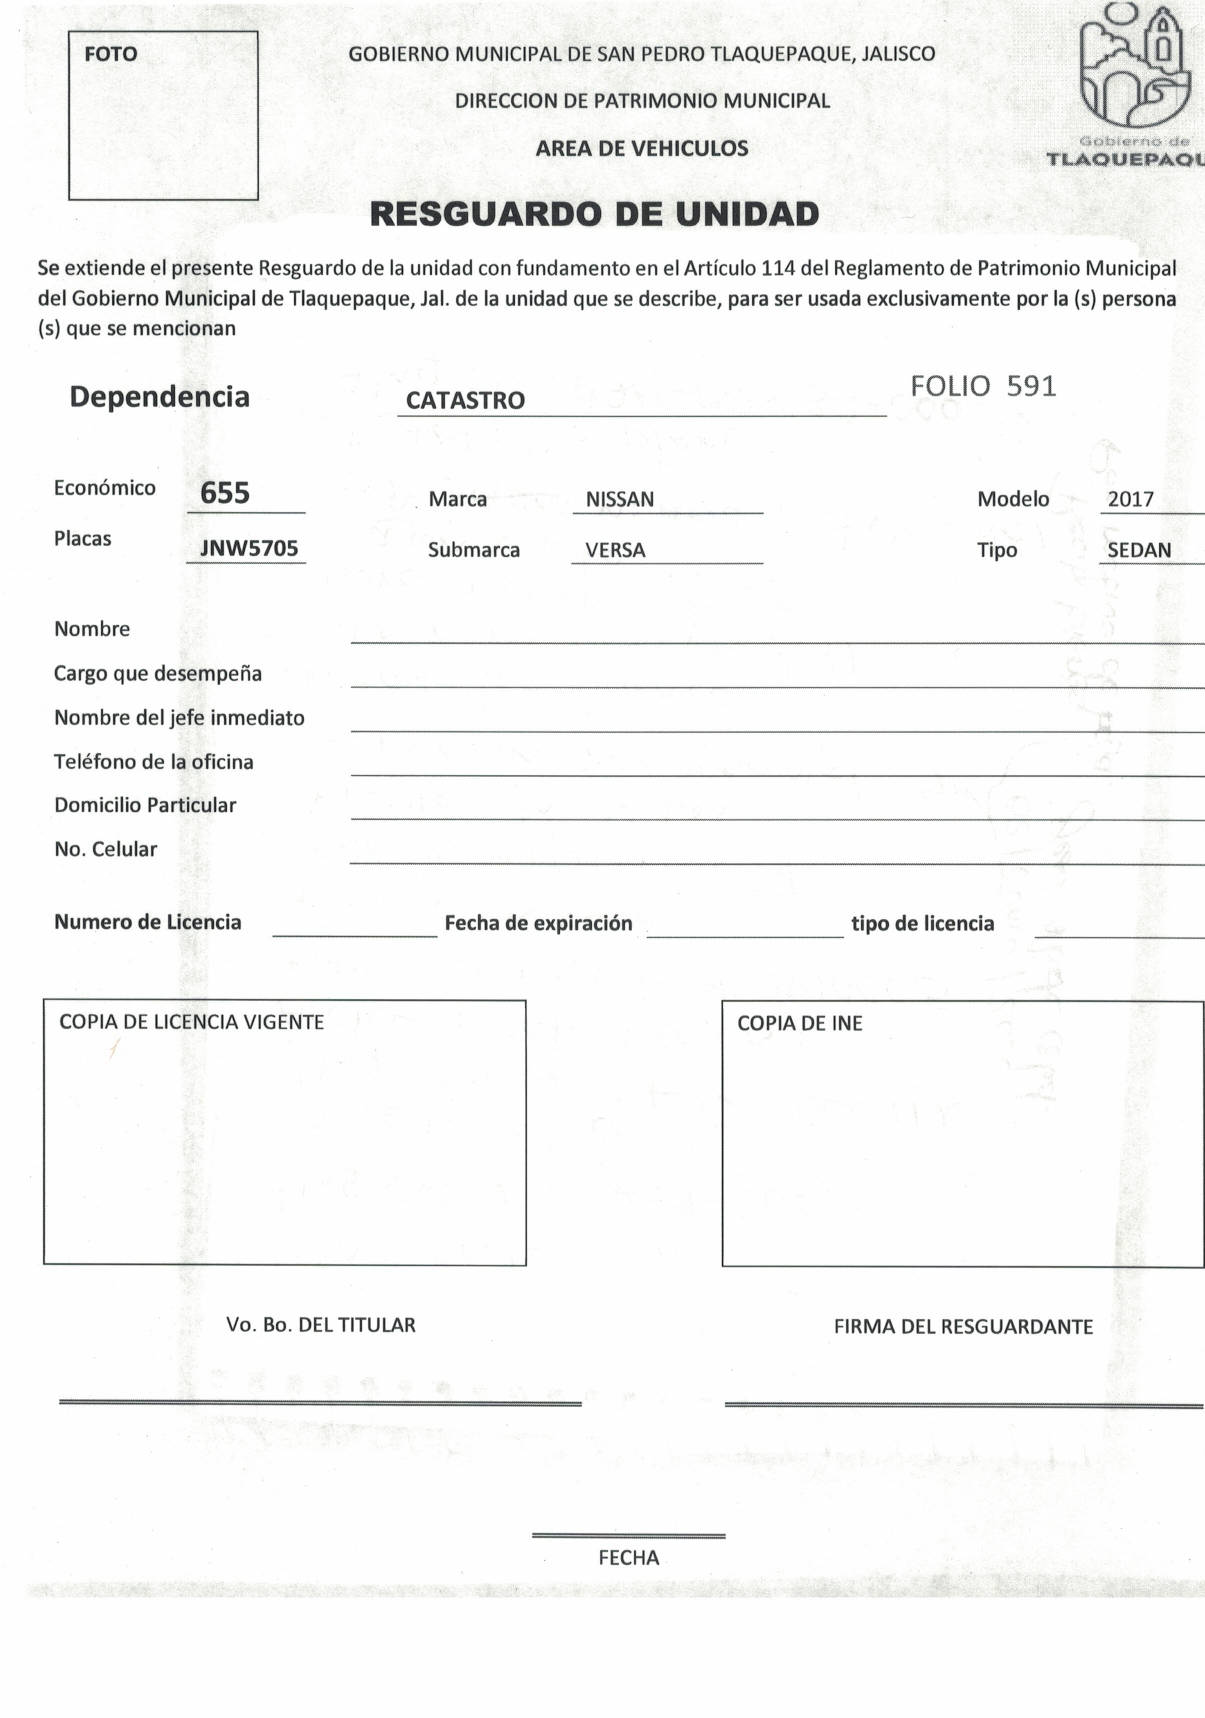 FOTO
GOBIERNO MUNICIPAL DE SAN PEDRO TLAQUEPAQUE, JALISCO
DIRECCION DE PATRIMONIO MUNICIPAL
AREA DE VEHICULOS
Gobierno de
TLAQUEPAQU
RESGUARDO DE UNIDAD
Se extiende el presente Resguardo de la unidad con fundamento en el Artículo 114 del Reglamento de Patrimonio Municipal
del Gobierno Municipal de Tlaquepaque, Jal. de la unidad que se describe, para ser usada exclusivamente por la (s) persona
(s) que se mencionan
Dependencia CATASTRO FOLIO 591
Económico 655 Marca NISSAN Modelo 2017
Placas JNW5705 Submarca VERSA Tipo SEDAN
Nombre
Cargo que desempeña
Nombre del jefe inmediato
Teléfono de la oficina
Domicilio Particular
No. Celular
Numero de Licencia Fecha de expiración tipo de licencia
COPIA DE LICENCIA VIGENTE COPIA DE INE
Vo. Bo. DEL TITULAR FIRMA DEL RESGUARDANTE
FECHA